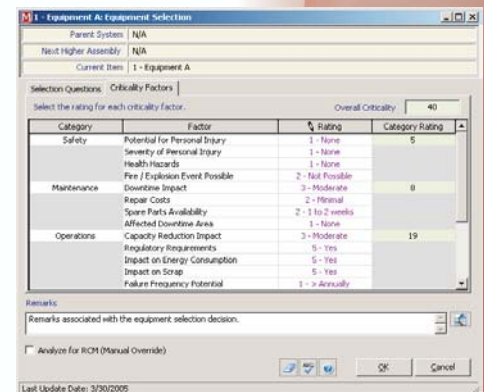 1 - Equipment A: Equipment Selection
Parent System N/A
Next Higher Assembly N/A
Current Item 1 - Equipment A
Selection Questions Criticality Factors
Select the rating for each criticality factor. Overall Criticality 40
Category Factor Rating Category Rating
Safety Potential for Personal Injury 1 - None 5
Severity of Personal Injury 1 - None
Health Hazards 1 - None
Fire / Explosion Event Possible 2 - Not Possible
Maintenance Downtime Impact 3 - Moderate 8
Repair Costs 2 - Minimal
Spare Parts Availability 2 - 1 to 2 weeks
Affected Downtime Area 1 - None
Operations Capacity Reduction Impact 3 - Moderate 19
Regulatory Requirements 5 - Yes
Impact on Energy Consumption 5 - Yes
Impact on Scrap 5 - Yes
Failure Frequency Potential 1 - > Annually
Remarks
Remarks associated with the equipment selection decision.
Analyze for RCM (Manual Override)
OK Cancel
Last Update Date: 3/30/2005